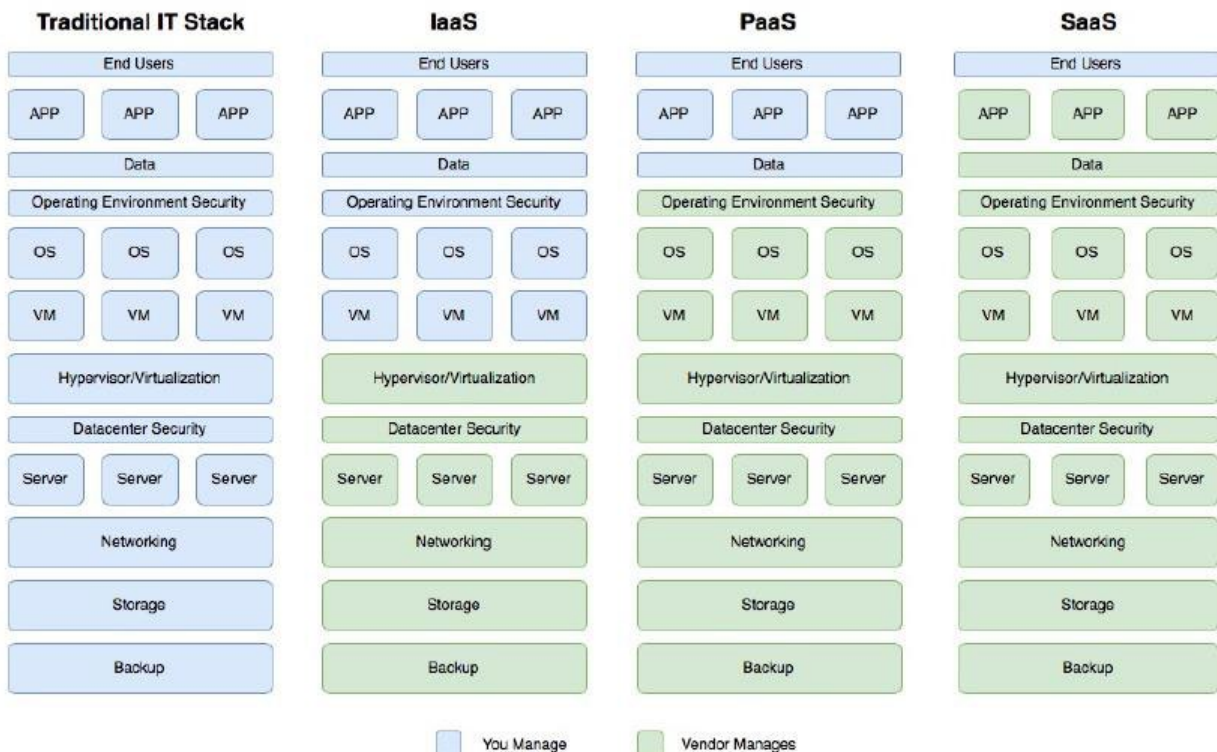 Traditional IT Stack IaaS PaaS SaaS
End Users End Users End Users End Users
APP APP APP APP APP APP APP APP APP APP APP APP
Data Data Data Data
Operating Environment Security Operating Environment Security Operating Environment Security Operating Environment Security
OS OS OS OS OS OS OS OS OS OS OS OS
VM VM VM VM VM VM VM VM VM VM VM VM
Hypervisor/Virtualization Hypervisor/Virtualization Hypervisor/Virtualization Hypervisor/Virtualization
Datacenter Security Datacenter Security Datacenter Security Datacenter Security
Server Server Server Server Server Server Server Server Server Server Server Server
Networking Networking Networking Networking
Storage Storage Storage Storage
Backup Backup Backup Backup
You Manage Vendor Manages